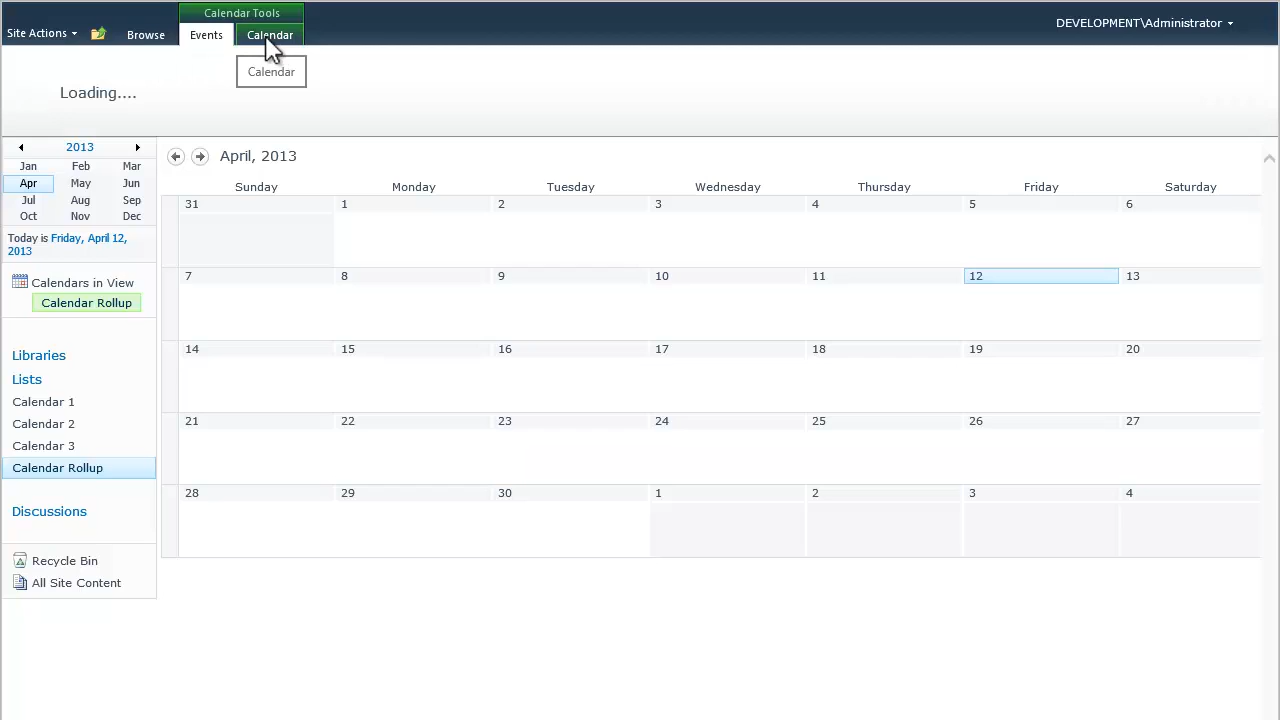 Calendar Tools
Site Actions Browse Events Calendar DEVELOPMENT\Administrator
Calendar
Loading....
2013
Jan Feb Mar
Apr May Jun
Jul Aug Sep
Oct Nov Dec
Today is Friday, April 12,
2013
Calendars in View
Calendar Rollup
Libraries
Lists
Calendar 1
Calendar 2
Calendar 3
Calendar Rollup
Discussions
Recycle Bin
All Site Content
April, 2013
Sunday Monday Tuesday Wednesday Thursday Friday Saturday
31 1 2 3 4 5 6
7 8 9 10 11 12 13
14 15 16 17 18 19 20
21 22 23 24 25 26 27
28 29 30 1 2 3 4